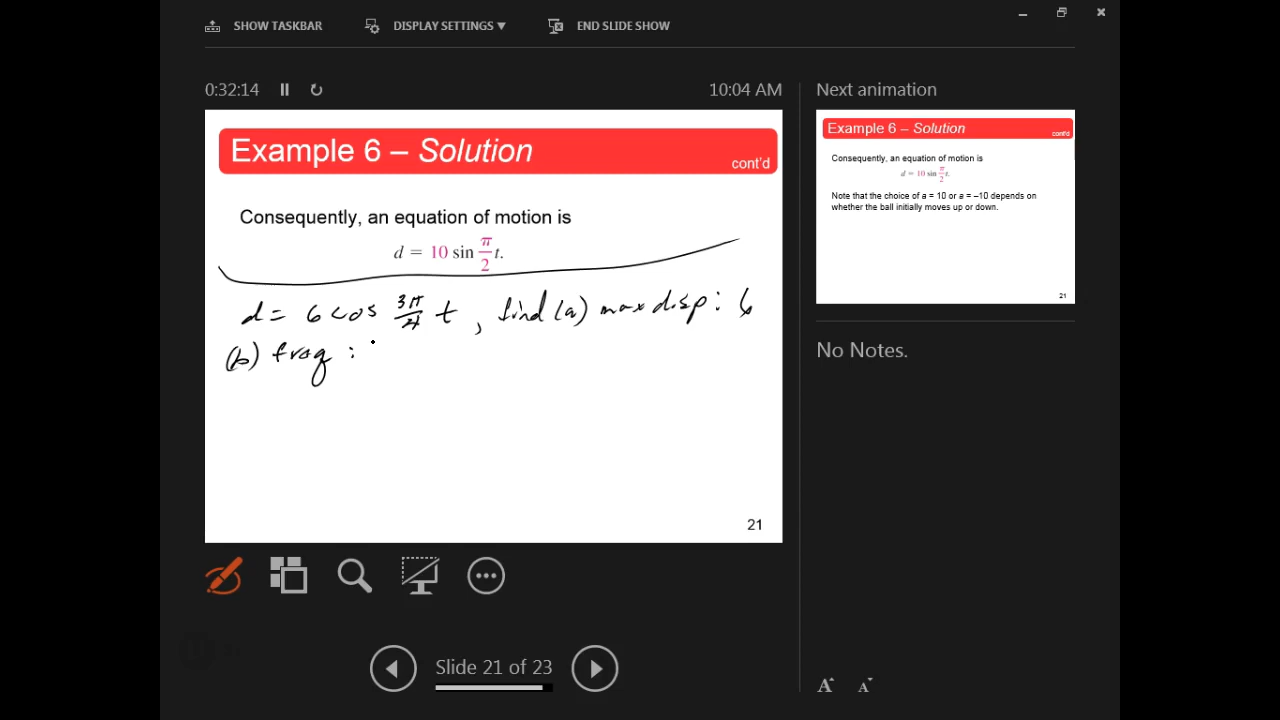 SHOW TASKBAR DISPLAY SETTINGS ▼ END SLIDE SHOW
0:32:14 10:04 AM
Example 6 – Solution
cont'd
Consequently, an equation of motion is
d = 10 sin π/2 t.
d = 6 cos 3π/4 t, find (a) max disp: 6
(b) freq:
21
Slide 21 of 23
Next animation
Example 6 – Solution
cont'd
Consequently, an equation of motion is
d = 10 sin π/2 t.
Note that the choice of a = 10 or a = –10 depends on
whether the ball initially moves up or down.
21
No Notes.
A A